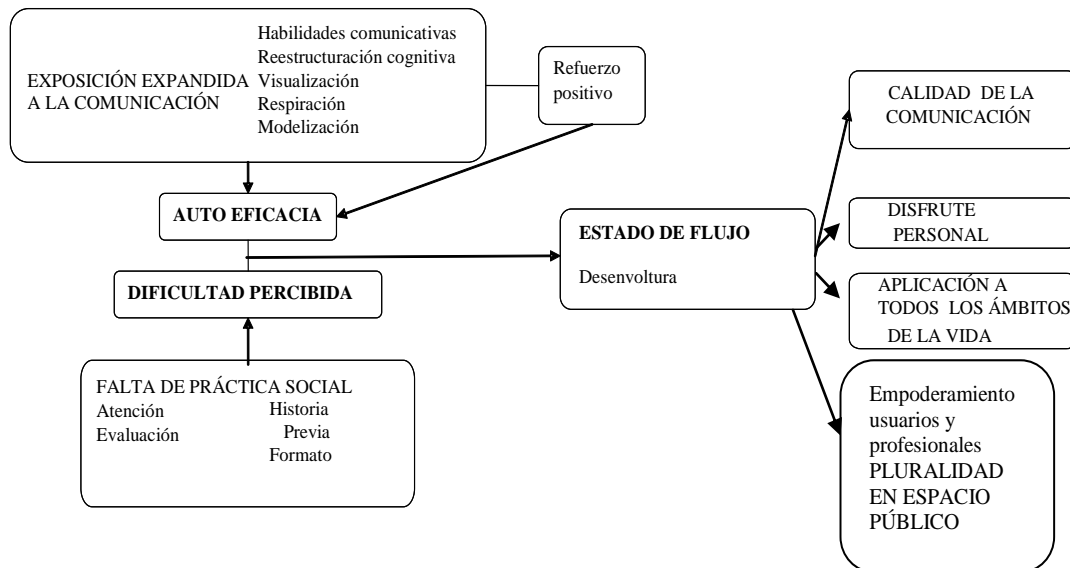 EXPOSICIÓN EXPANDIDA
A LA COMUNICACIÓN
Habilidades comunicativas
Reestructuración cognitiva
Visualización
Respiración
Modelización
Refuerzo
positivo
AUTO EFICACIA
DIFICULTAD PERCIBIDA
FALTA DE PRÁCTICA SOCIAL
Atención
Evaluación
Historia
Previa
Formato
ESTADO DE FLUJO
Desenvoltura
CALIDAD DE LA
COMUNICACIÓN
DISFRUTE
PERSONAL
APLICACIÓN A
TODOS LOS ÁMBITOS
DE LA VIDA
Empoderamiento
usuarios y
profesionales
PLURALIDAD
EN ESPACIO
PÚBLICO